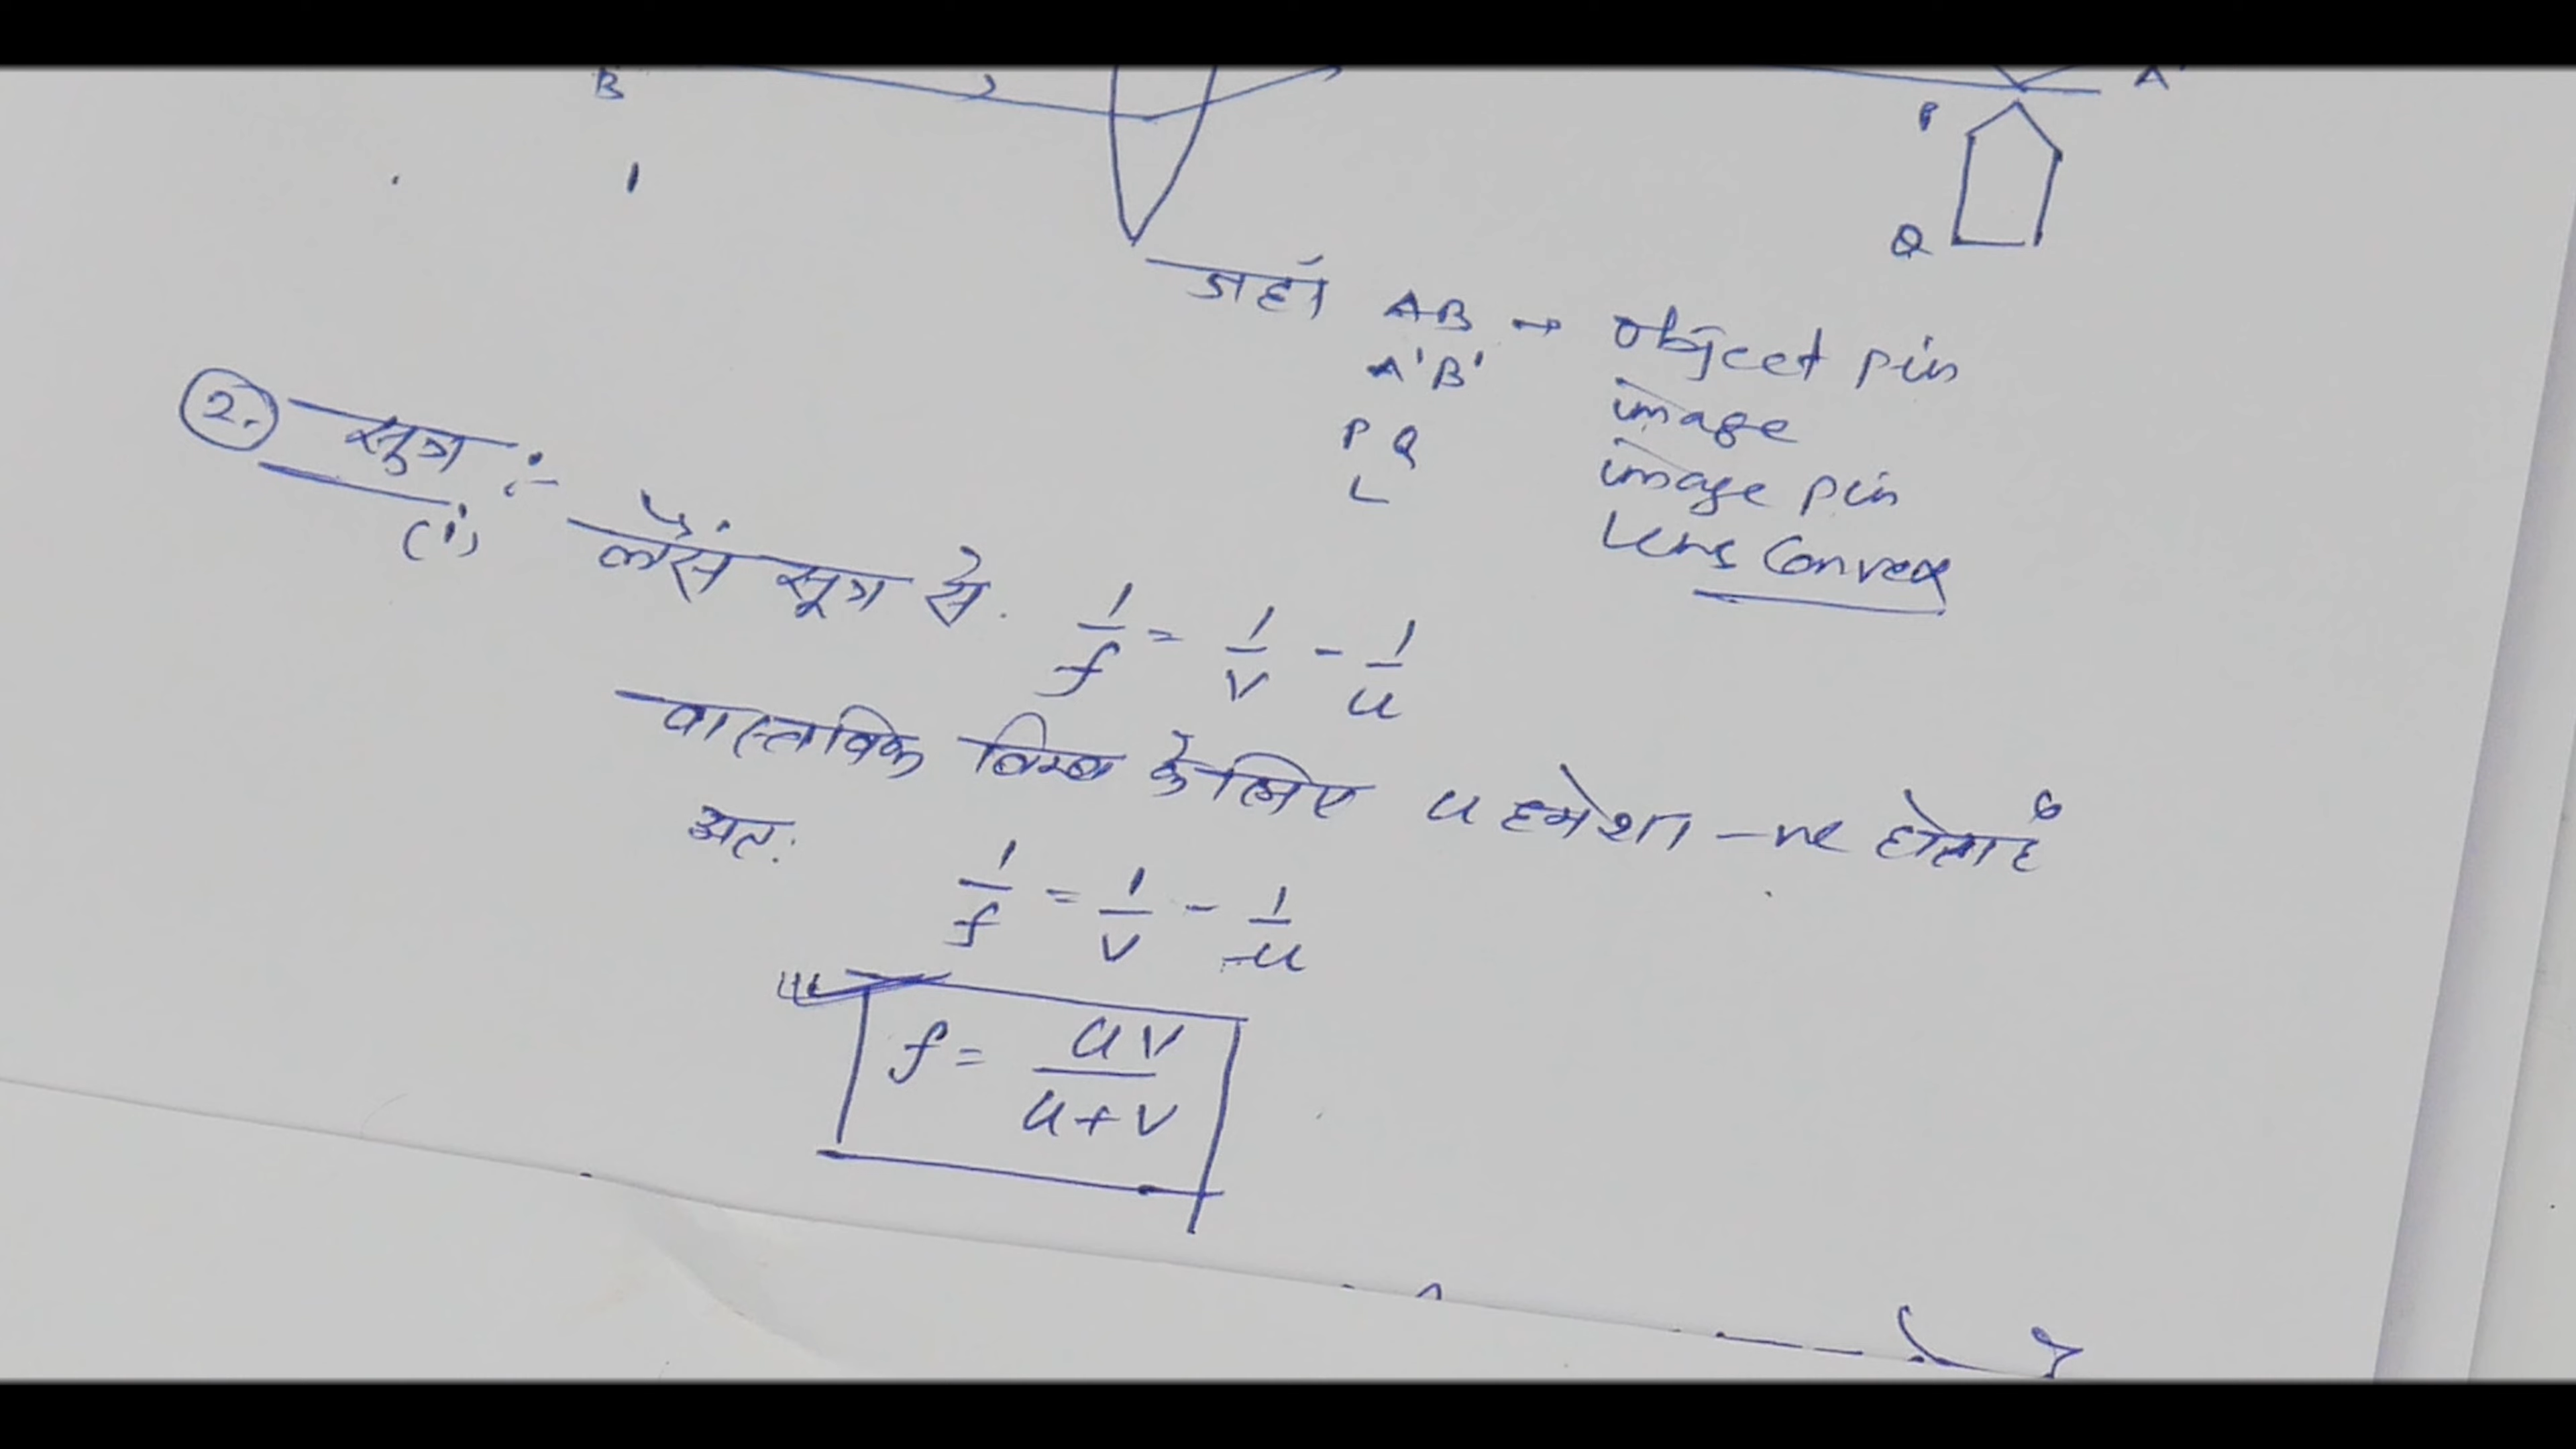 B
A'
P
Q
जहाँ AB → object pin
A'B' image
P Q image pin
L Lens Convex
2. सूत्र :-
(i) लेंस सूत्र से. 1/f = 1/v - 1/u
वास्तविक विम्ब के लिए u हमेशा -ve होता है
अतः
1/f = 1/v - 1/-u
f = uv/u+v